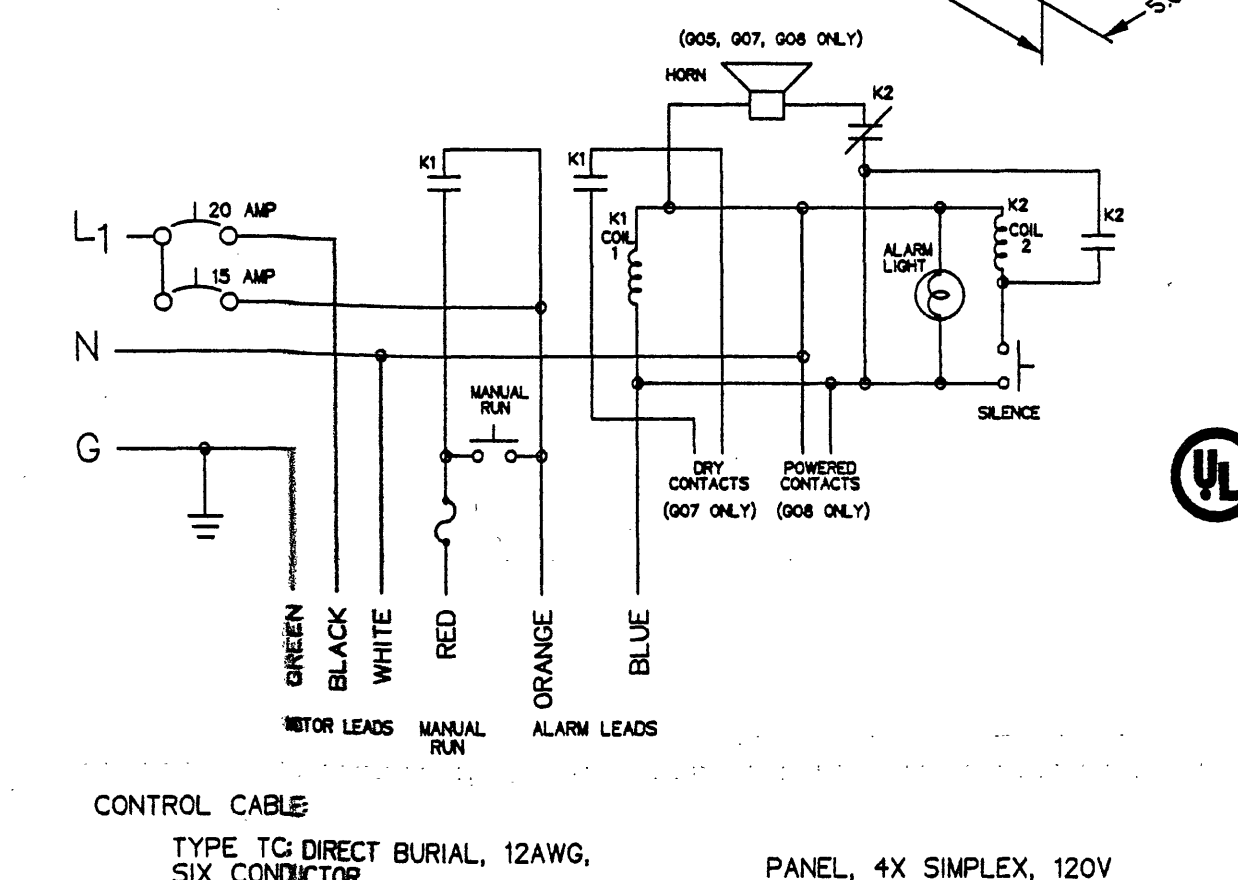 (G05, G07, G08 ONLY)
HORN
K2
K1
K1
20 AMP
L1
15 AMP
K1
COIL
1
K2
COIL
2
K2
ALARM
LIGHT
N
MANUAL
RUN
SILENCE
G
DRY
CONTACTS
(G07 ONLY)
POWERED
CONTACTS
(G08 ONLY)
UL
GREEN
BLACK
WHITE
RED
ORANGE
BLUE
MOTOR LEADS
MANUAL
RUN
ALARM LEADS
CONTROL CABLE
TYPE TC; DIRECT BURIAL, 12AWG,
SIX CONDUCTOR
PANEL, 4X SIMPLEX, 120V